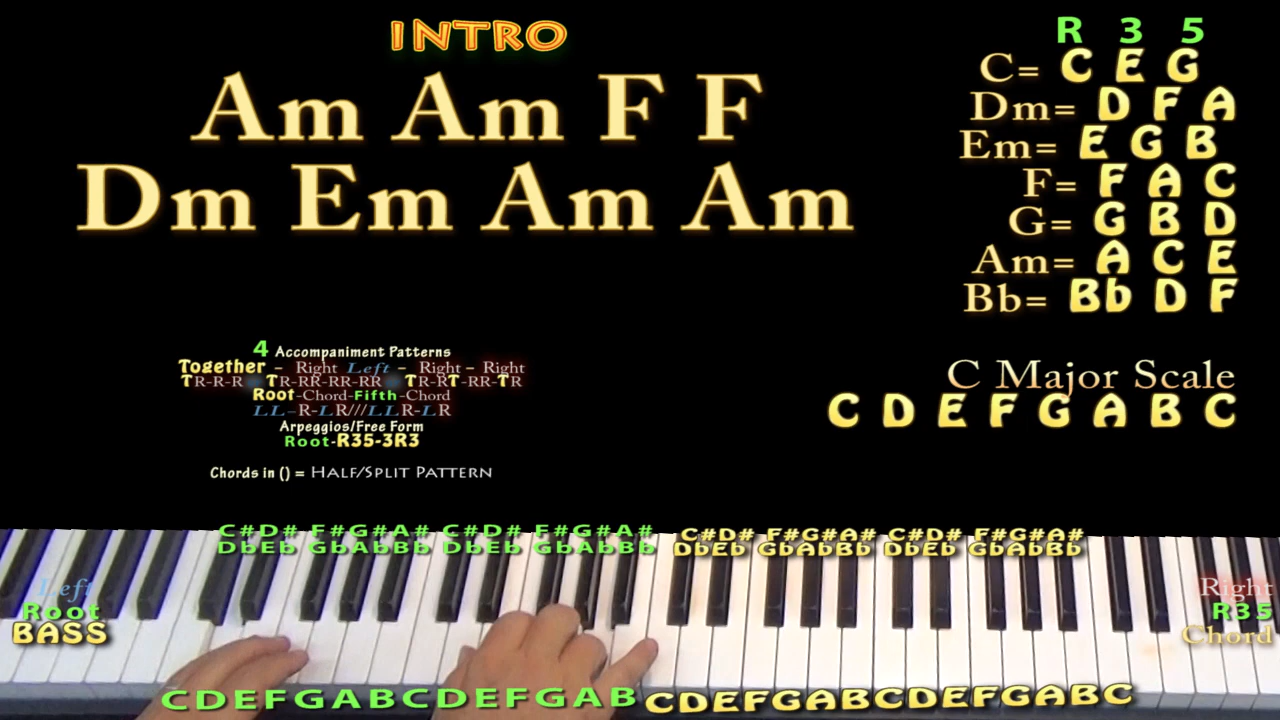 INTRO
Am Am F F
Dm Em Am Am
R 3 5
C= C E G
Dm= D F A
Em= E G B
F= F A C
G= G B D
Am= A C E
Bb= Bb D F
4 Accompaniment Patterns
Together - Right Left - Right - Right
TR-R-R TR-RR-RR-RR TR-RT-RR-TR
Root-Chord-Fifth-Chord
LL-R-LR///LLR-LR
Arpeggios/Free Form
Root-R35-3R3
Chords in () = HALF/SPLIT PATTERN
C Major Scale
C D E F G A B C
C#D# F#G#A# C#D# F#G#A# C#D# F#G#A# C#D# F#G#A#
DbEb GbAbBb DbEb GbAbBb DbEb GbAbBb DbEb GbAbBb
Left
Root
BASS
Right
R35
Chord
CDEFGABCDEFGAB CDEFGABCDEFGABC